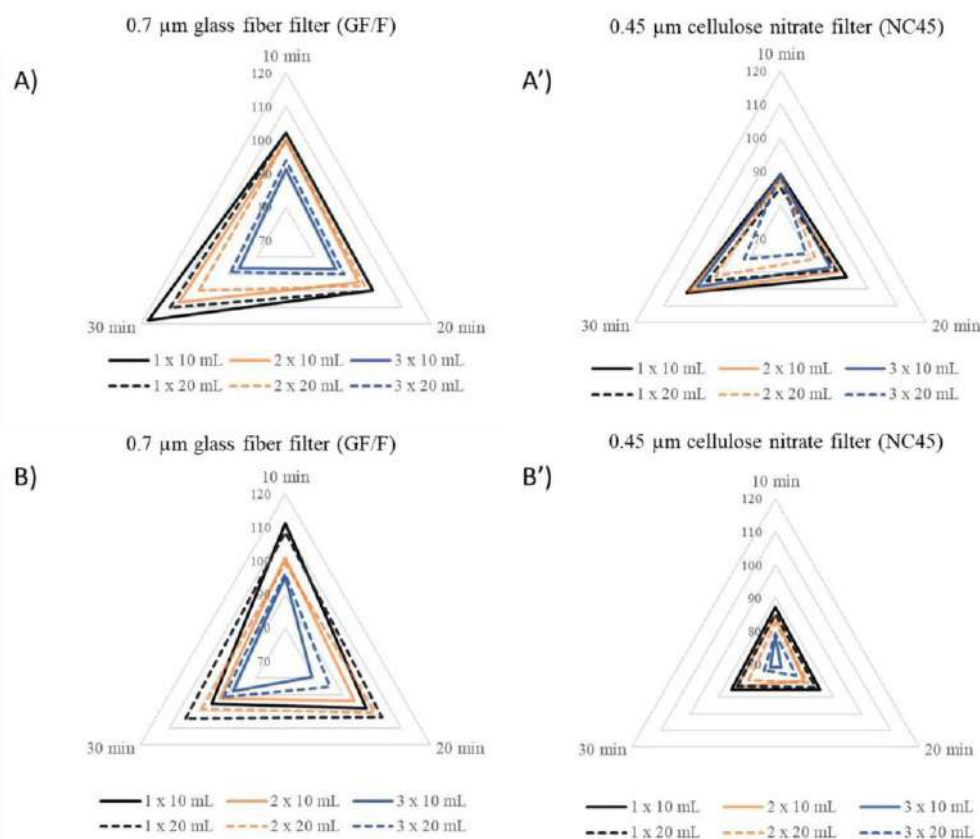 0.7 µm glass fiber filter (GF/F)
0.45 µm cellulose nitrate filter (NC45)
A)
10 min
120
110
100
90
80
70
30 min
20 min
1 x 10 mL 2 x 10 mL 3 x 10 mL
1 x 20 mL 2 x 20 mL 3 x 20 mL
A')
10 min
120
110
100
90
70
30 min
20 min
1 x 10 mL 2 x 10 mL 3 x 10 mL
1 x 20 mL 2 x 20 mL 3 x 20 mL
0.7 µm glass fiber filter (GF/F)
0.45 µm cellulose nitrate filter (NC45)
B)
10 min
120
110
100
90
80
70
30 min
20 min
1 x 10 mL 2 x 10 mL 3 x 10 mL
1 x 20 mL 2 x 20 mL 3 x 20 mL
B')
10 min
120
110
100
90
80
30 min
20 min
1 x 10 mL 2 x 10 mL 3 x 10 mL
1 x 20 mL 2 x 20 mL 3 x 20 mL